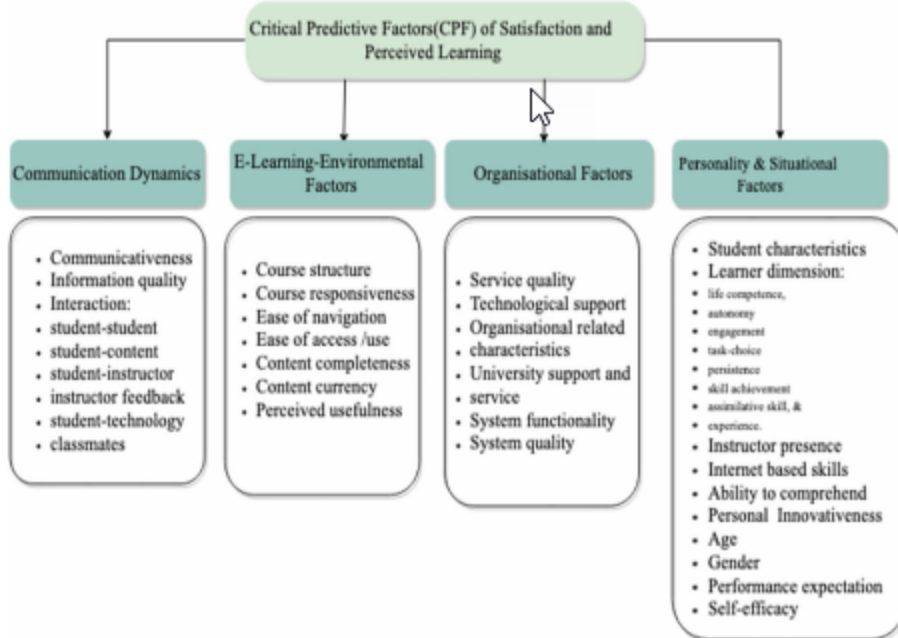 Critical Predictive Factors(CPF) of Satisfaction and
Perceived Learning
Communication Dynamics
• Communicativeness
• Information quality
• Interaction:
• student-student
• student-content
• student-instructor
• instructor feedback
• student-technology
• classmates
E-Learning-Environmental
Factors
• Course structure
• Course responsiveness
• Ease of navigation
• Ease of access /use
• Content completeness
• Content currency
• Perceived usefulness
Organisational Factors
• Service quality
• Technological support
• Organisational related
• characteristics
• University support and
• service
• System functionality
• System quality
Personality & Situational
Factors
• Student characteristics
• Learner dimension:
• life competence,
• autonomy
• engagement
• task-choice
• persistence
• skill achievement
• assimilative skill, &
• experience.
• Instructor presence
• Internet based skills
• Ability to comprehend
• Personal Innovativeness
• Age
• Gender
• Performance expectation
• Self-efficacy